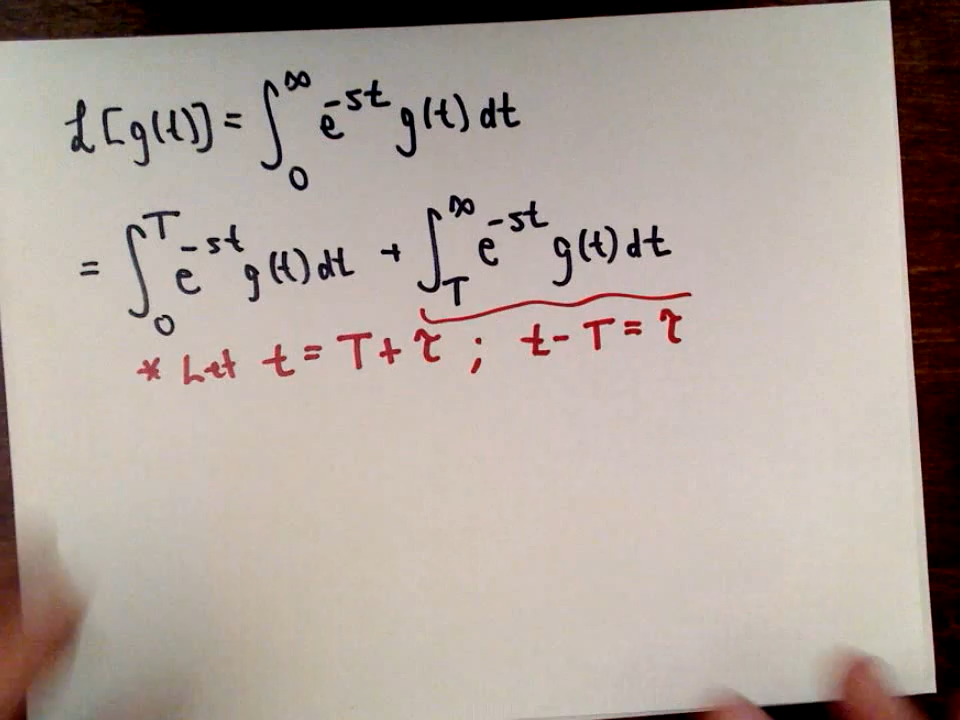 ℒ[g(t)] = ∫₀^∞ e^{-st} g(t) dt
= ∫₀^T e^{-st} g(t) dt + ∫_T^∞ e^{-st} g(t) dt
* Let t = T + τ ; t - T = τ